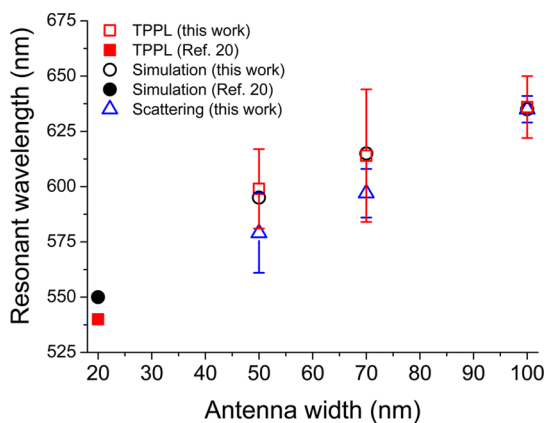 675
650
625
600
575
550
525
Resonant wavelength (nm)
TPPL (this work)
TPPL (Ref. 20)
Simulation (this work)
Simulation (Ref. 20)
Scattering (this work)
20 30 40 50 60 70 80 90 100
Antenna width (nm)